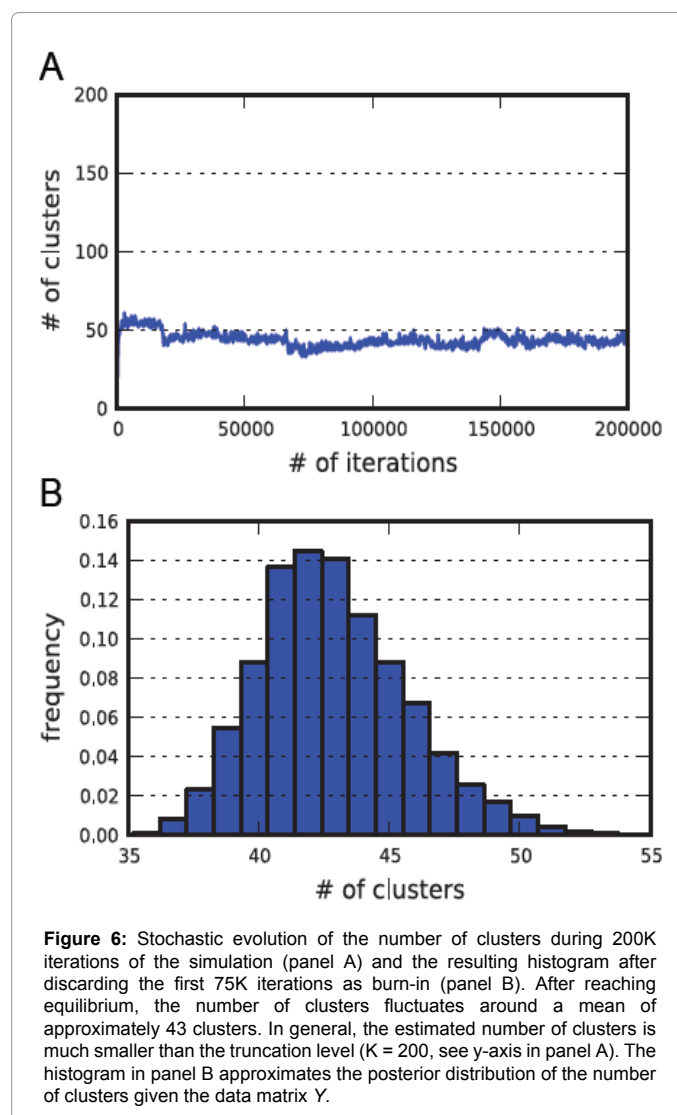 A
200
150
100
50
0
# of clusters
0 50000 100000 150000 200000
# of iterations
B
0.16
0.14
0.12
0.10
0.08
0.06
0.04
0.02
0.00
frequency
35 40 45 50 55
# of clusters
Figure 6: Stochastic evolution of the number of clusters during 200K
iterations of the simulation (panel A) and the resulting histogram after
discarding the first 75K iterations as burn-in (panel B). After reaching
equilibrium, the number of clusters fluctuates around a mean of
approximately 43 clusters. In general, the estimated number of clusters is
much smaller than the truncation level (K = 200, see y-axis in panel A). The
histogram in panel B approximates the posterior distribution of the number
of clusters given the data matrix Y.